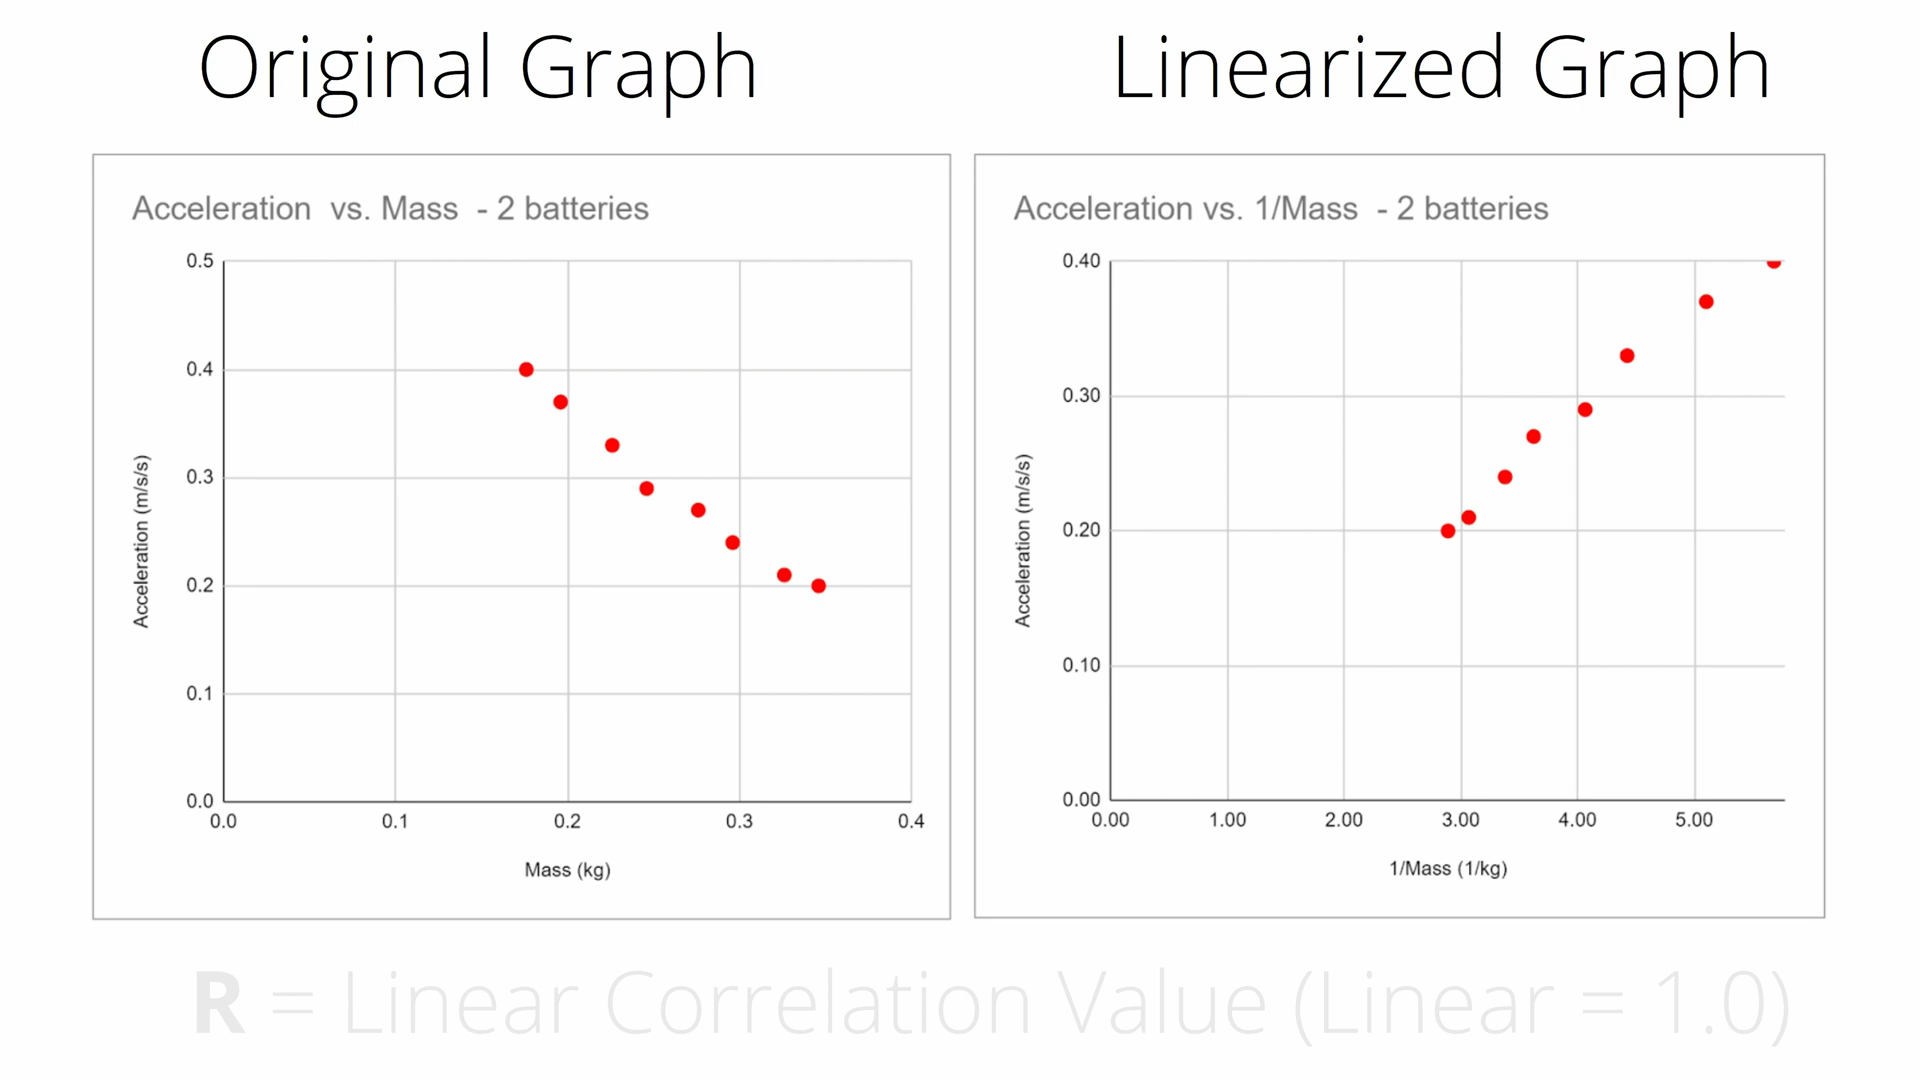 Original Graph
Linearized Graph
Acceleration vs. Mass - 2 batteries
0.5
0.4
0.3
0.2
0.1
0.0
Acceleration (m/s/s)
0.0 0.1 0.2 0.3 0.4
Mass (kg)
Acceleration vs. 1/Mass - 2 batteries
0.40
0.30
0.20
0.10
0.00
Acceleration (m/s/s)
0.00 1.00 2.00 3.00 4.00 5.00
1/Mass (1/kg)
R = Linear Correlation Value (Linear = 1.0)